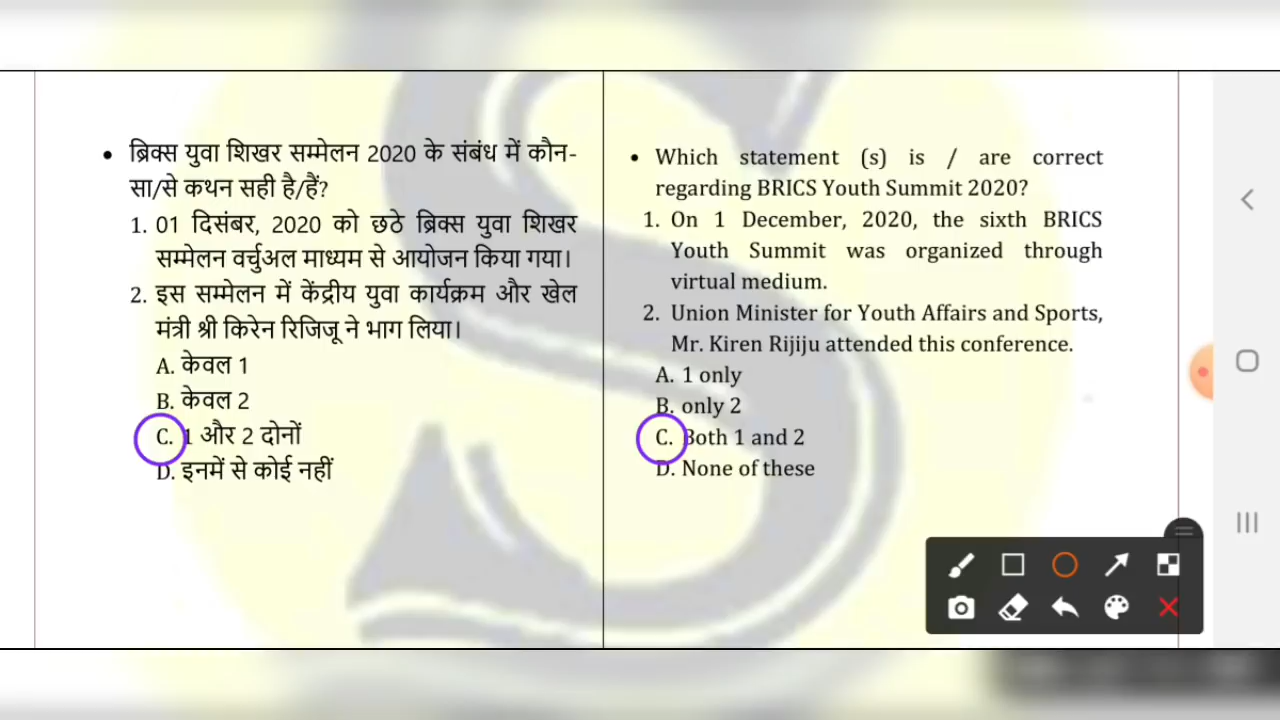 • ब्रिक्स युवा शिखर सम्मेलन 2020 के संबंध में कौन-
सा/से कथन सही है/हैं?
1. 01 दिसंबर, 2020 को छठे ब्रिक्स युवा शिखर
सम्मेलन वर्चुअल माध्यम से आयोजन किया गया।
2. इस सम्मेलन में केंद्रीय युवा कार्यक्रम और खेल
मंत्री श्री किरेन रिजिजू ने भाग लिया।
A. केवल 1
B. केवल 2
C. 1 और 2 दोनों
D. इनमें से कोई नहीं
• Which statement (s) is / are correct
regarding BRICS Youth Summit 2020?
1. On 1 December, 2020, the sixth BRICS
Youth Summit was organized through
virtual medium.
2. Union Minister for Youth Affairs and Sports,
Mr. Kiren Rijiju attended this conference.
A. 1 only
B. only 2
C. Both 1 and 2
D. None of these